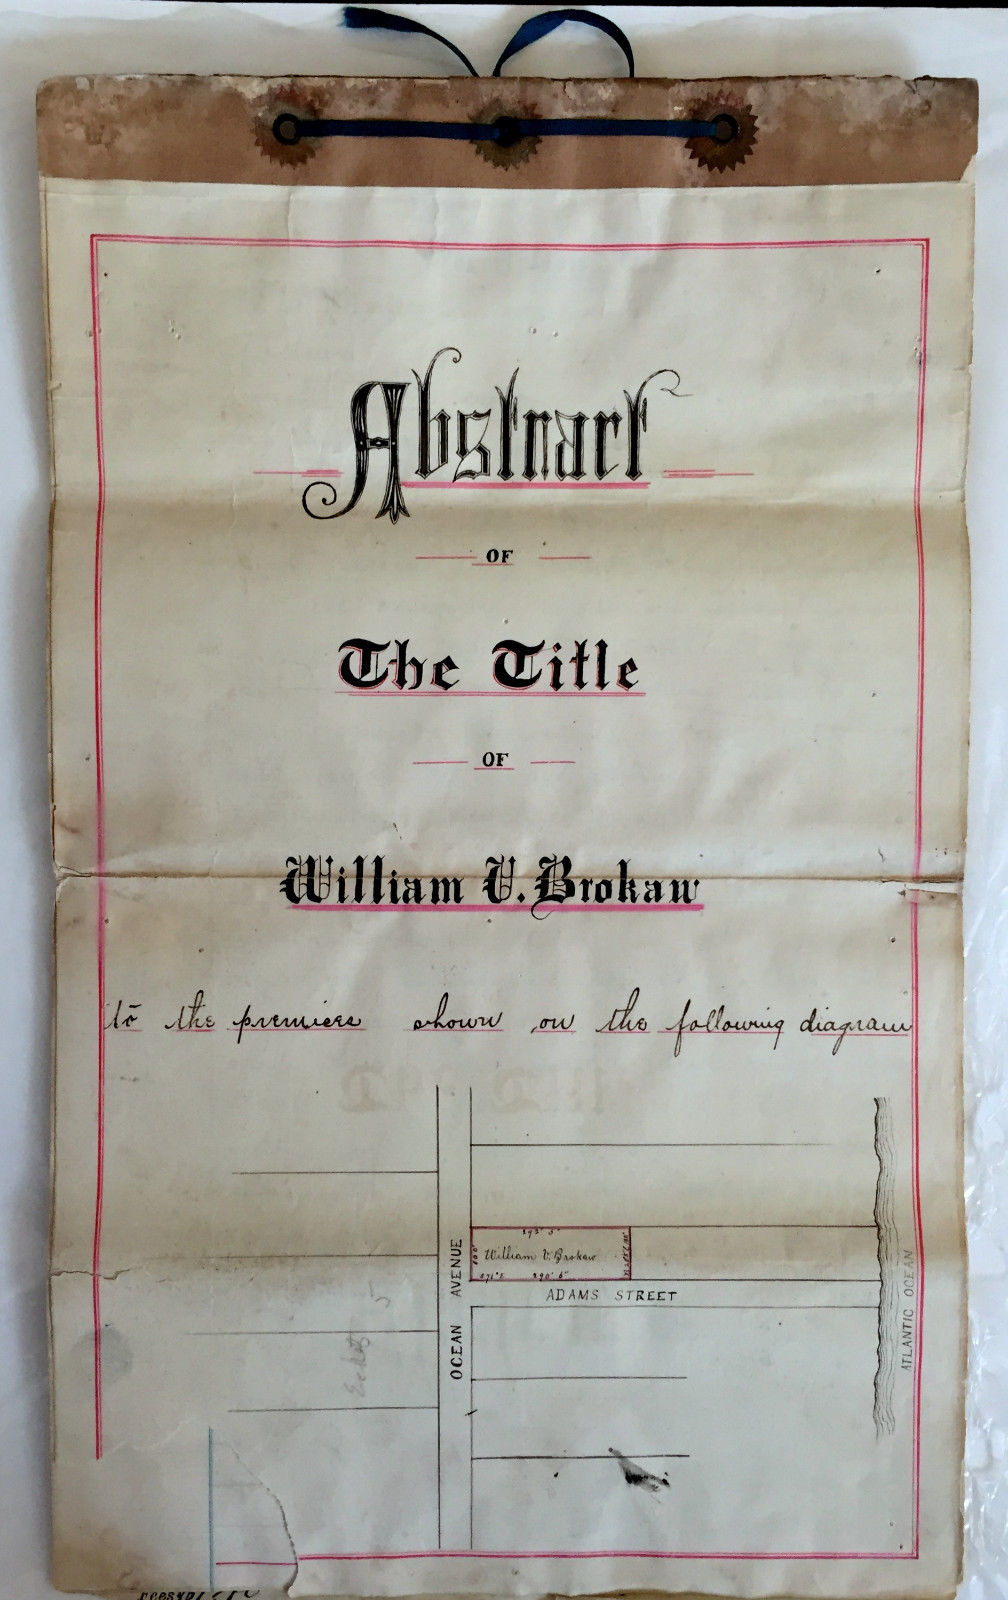 Abstract
OF
The Title
OF
William V. Brokaw
to the premises shown on the following diagram
William V. Brokaw
ADAMS STREET
OCEAN AVENUE
ATLANTIC OCEAN